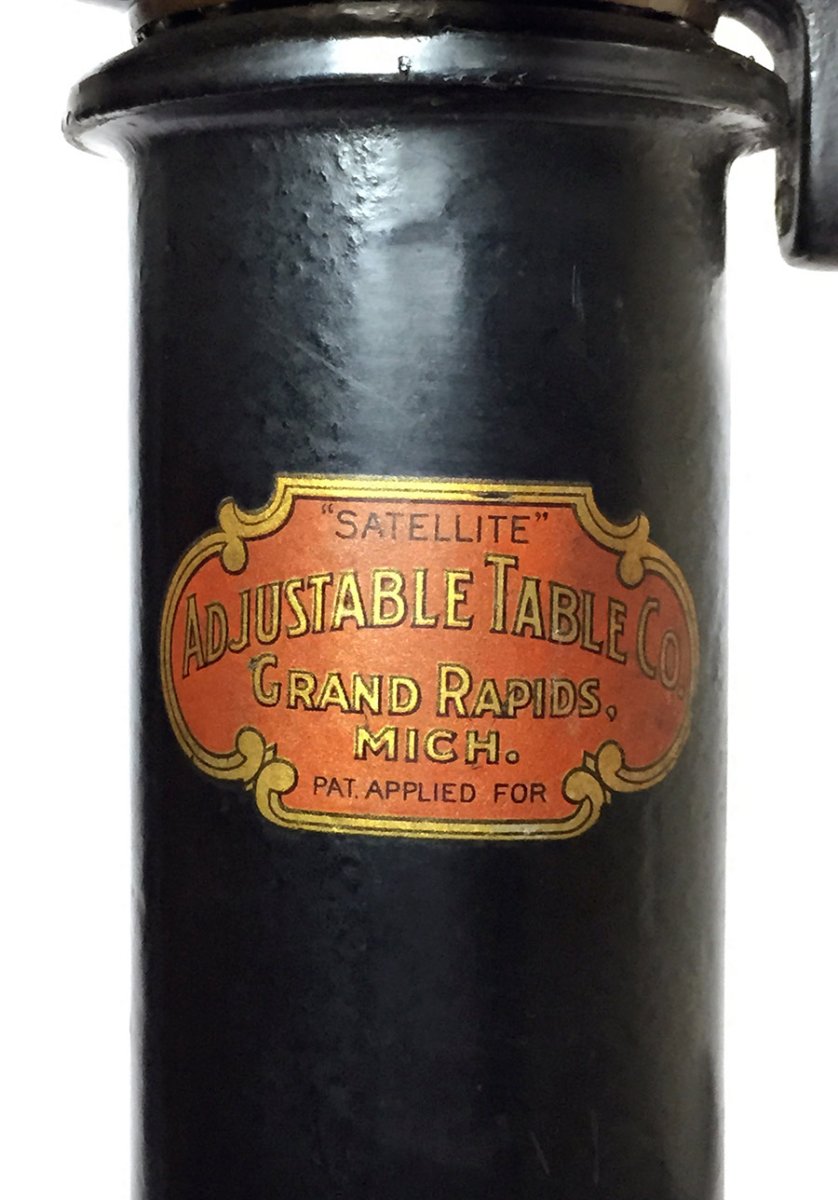 "SATELLITE"
ADJUSTABLE TABLE CO.
GRAND RAPIDS,
MICH.
PAT. APPLIED FOR